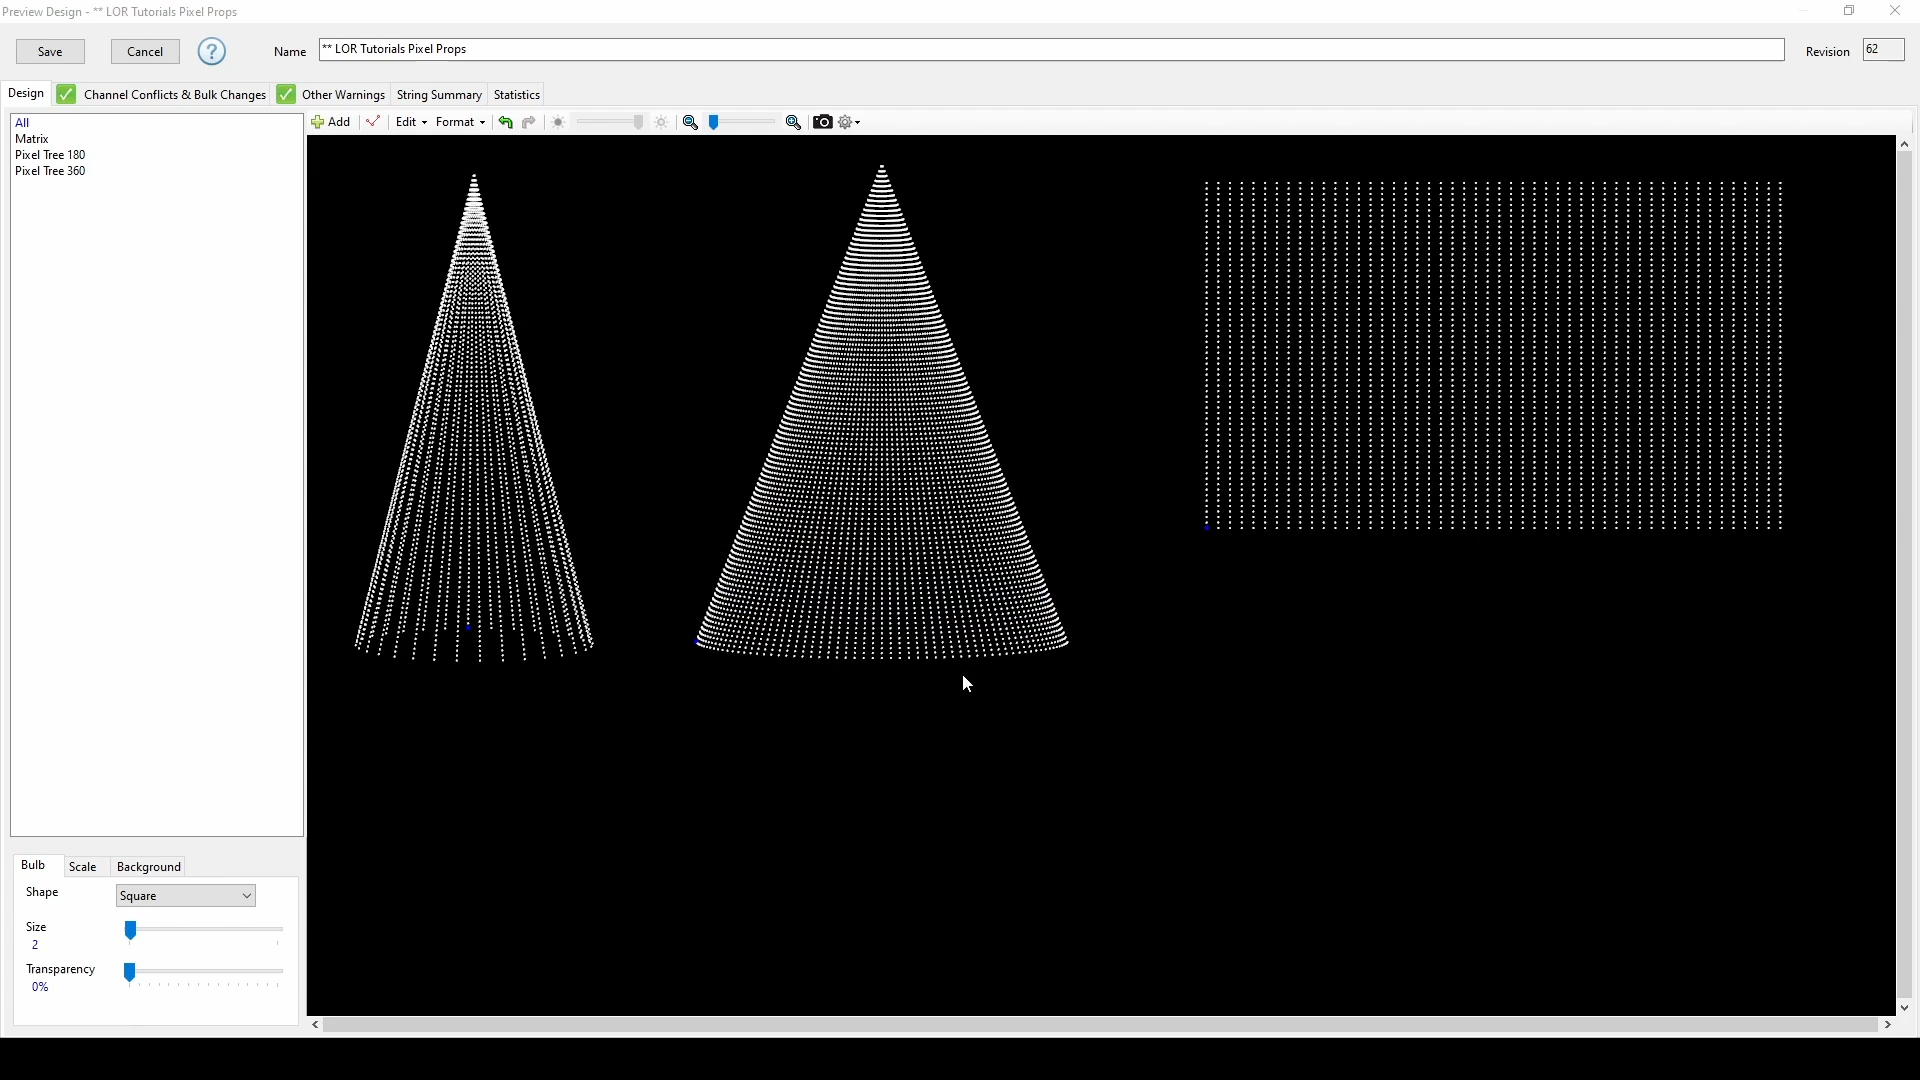 Preview Design - ** LOR Tutorials Pixel Props
Save
Cancel
?
Name
** LOR Tutorials Pixel Props
Revision
62
Design
Channel Conflicts & Bulk Changes
Other Warnings
String Summary
Statistics
All
Matrix
Pixel Tree 180
Pixel Tree 360
Add
Edit
Format
Bulb
Scale
Background
Shape
Square
Size
2
Transparency
0%